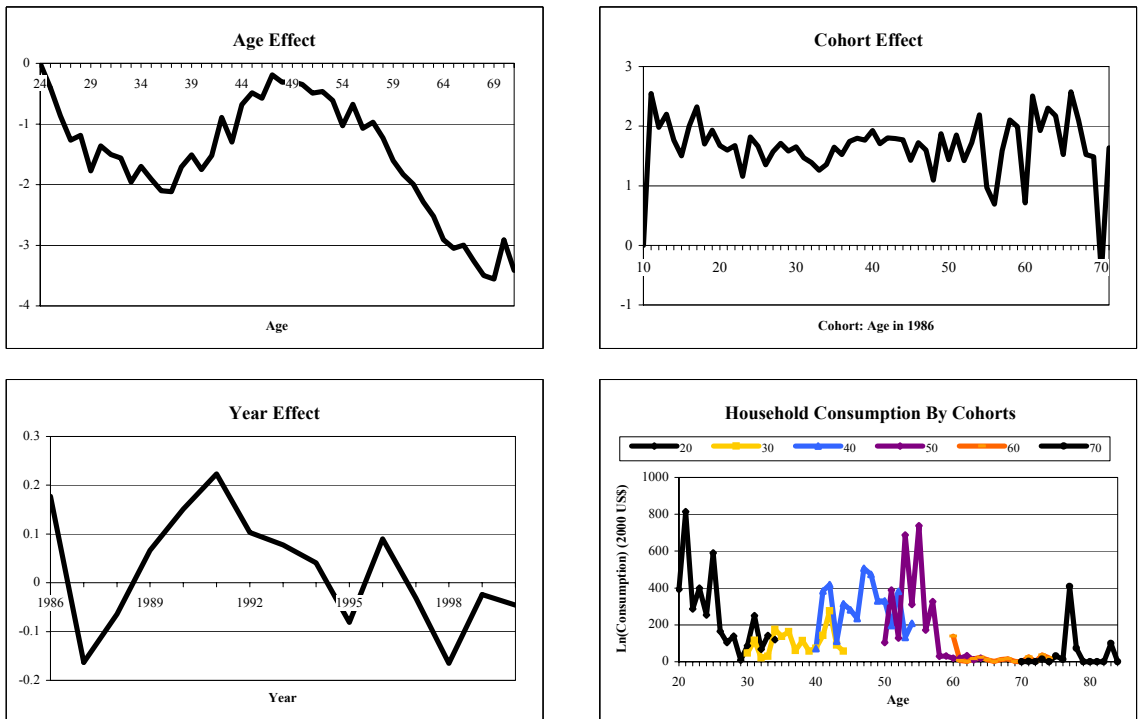 Age Effect
0
24 29 34 39 44 49 54 59 64 69
-1
-2
-3
-4
Age
Cohort Effect
3
2
1
0
10 20 30 40 50 60 70
-1
Cohort: Age in 1986
Year Effect
0.3
0.2
0.1
0
1986 1989 1992 1995 1998
-0.1
-0.2
Year
Household Consumption By Cohorts
20 30 40 50 60 70
Ln(Consumption) (2000 US$)
1000
800
600
400
200
0
20 30 40 50 60 70 80
Age